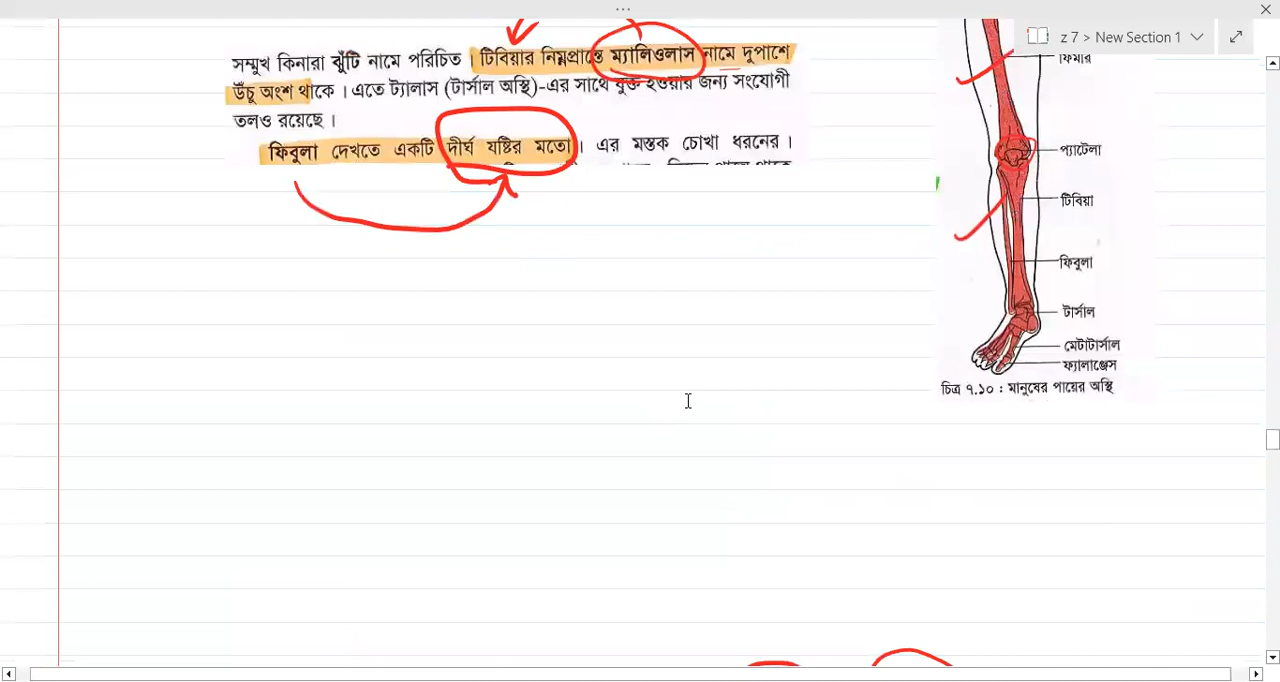 z 7 > New Section 1
সম্মুখ কিনারা ঝুঁটি নামে পরিচিত। টিবিয়ার নিম্নপ্রান্তে ম্যালিওলাস নামে দুপাশে
উঁচু অংশ থাকে। এতে ট্যালাস (টার্সাল অস্থি)-এর সাথে যুক্ত হওয়ার জন্য সংযোগী
তলও রয়েছে।
ফিবুলা দেখতে একটি দীর্ঘ যষ্টির মতো। এর মস্তক চোখা ধরনের।
ফিমার
প্যাটেলা
টিবিয়া
ফিবুলা
টার্সাল
মেটাটার্সাল
ফ্যালাঞ্জেস
চিত্র ৭.১০ : মানুষের পায়ের অস্থি